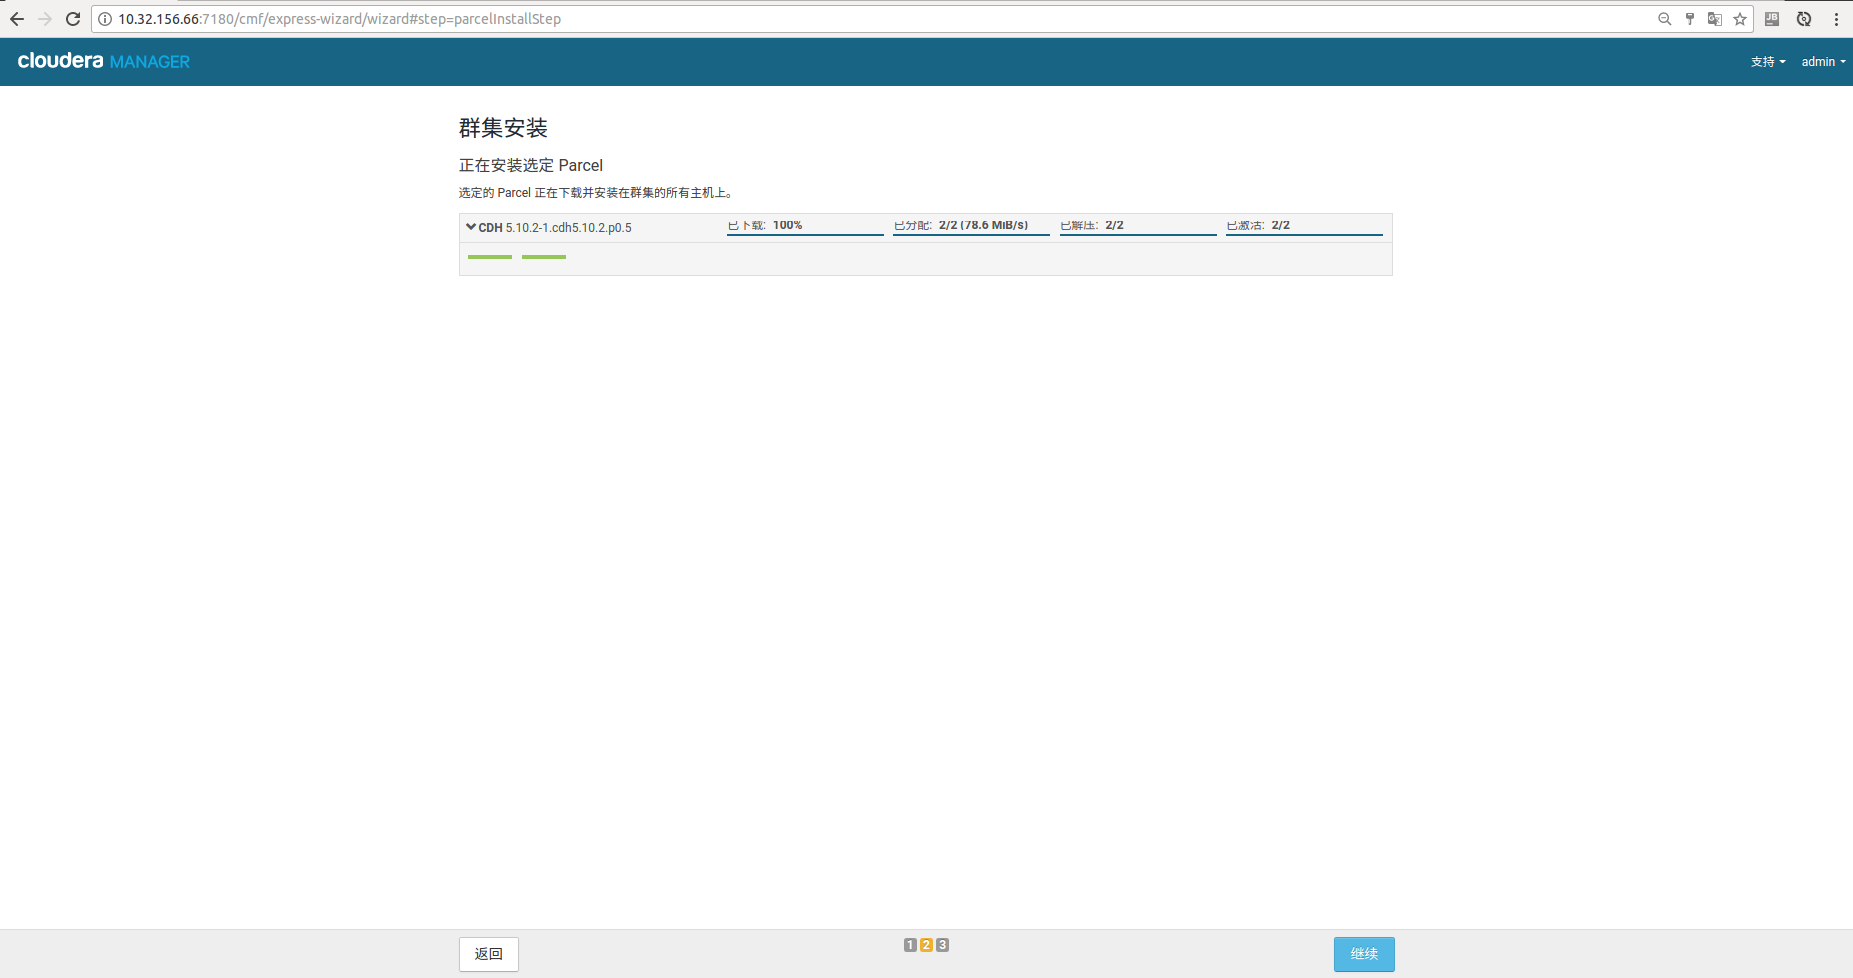 10.32.156.66:7180/cmf/express-wizard/wizard#step=parcelInstallStep
JB
cloudera MANAGER
支持 admin
群集安装
正在安装选定 Parcel
选定的 Parcel 正在下载并安装在群集的所有主机上。
CDH 5.10.2-1.cdh5.10.2.p0.5 已下载: 100% 已分配: 2/2 (78.6 MiB/s) 已解压: 2/2 已激活: 2/2
返回 1 2 3 继续